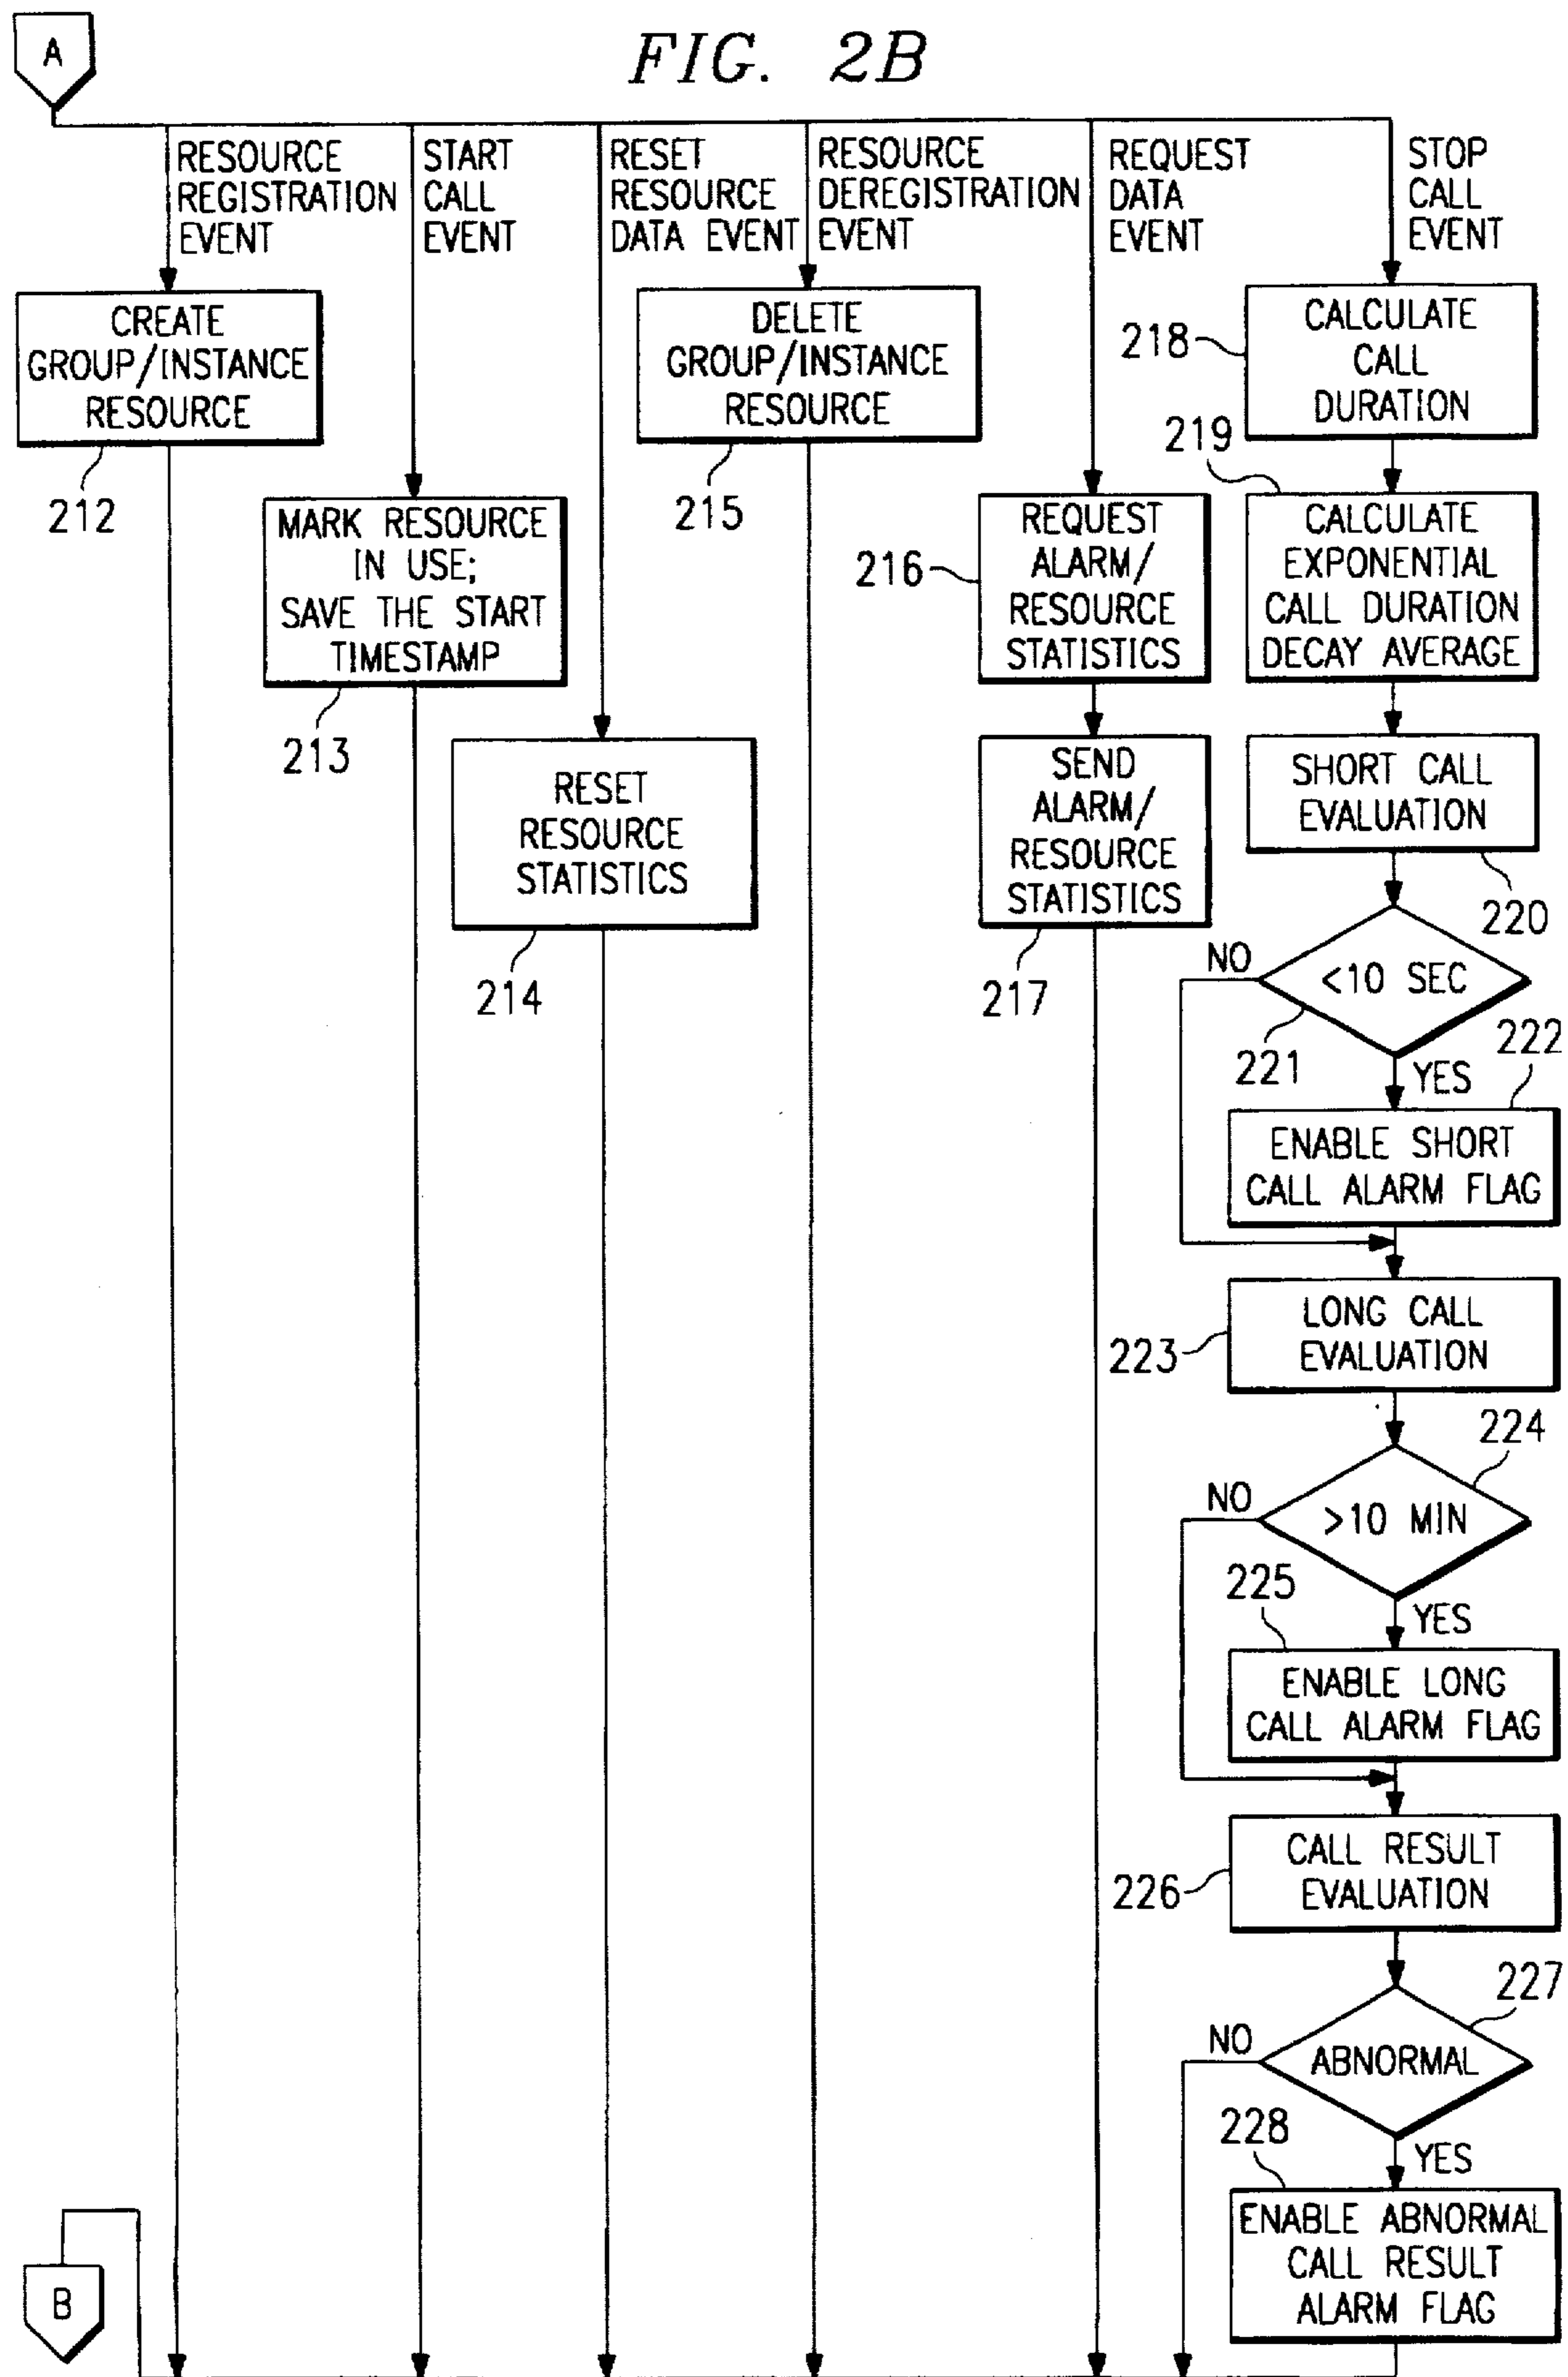 A
FIG. 2B
RESOURCE
REGISTRATION
EVENT
START
CALL
EVENT
RESET
RESOURCE
DATA EVENT
RESOURCE
DEREGISTRATION
EVENT
REQUEST
DATA
EVENT
STOP
CALL
EVENT
CREATE
GROUP/INSTANCE
RESOURCE
212
MARK RESOURCE
IN USE;
SAVE THE START
TIMESTAMP
213
RESET
RESOURCE
STATISTICS
214
DELETE
GROUP/INSTANCE
RESOURCE
215
REQUEST
ALARM/
RESOURCE
STATISTICS
216
SEND
ALARM/
RESOURCE
STATISTICS
217
CALCULATE
CALL
DURATION
218
219
CALCULATE
EXPONENTIAL
CALL DURATION
DECAY AVERAGE
SHORT CALL
EVALUATION
220
NO
<10 SEC
221
YES
222
ENABLE SHORT
CALL ALARM FLAG
LONG CALL
EVALUATION
223
224
NO
>10 MIN
225
YES
ENABLE LONG
CALL ALARM FLAG
CALL RESULT
EVALUATION
226
227
NO
ABNORMAL
228
YES
ENABLE ABNORMAL
CALL RESULT
ALARM FLAG
B